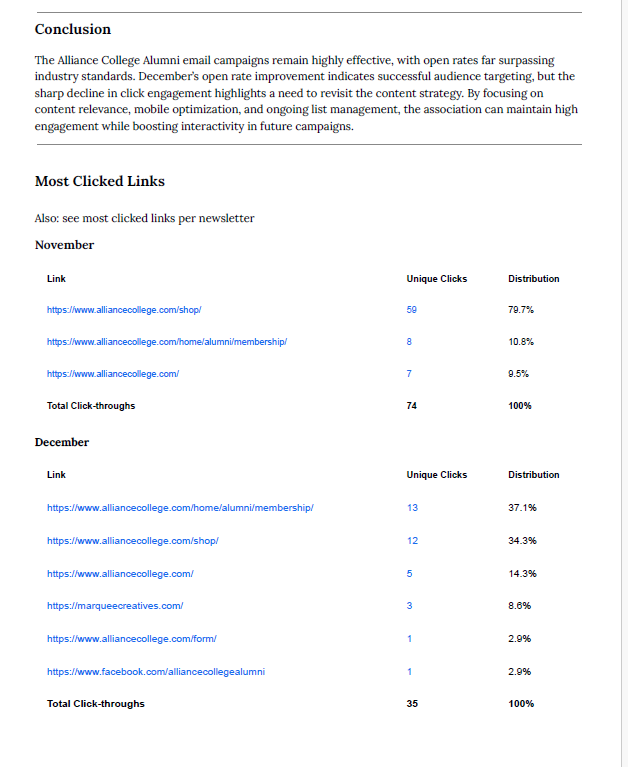 Conclusion
The Alliance College Alumni email campaigns remain highly effective, with open rates far surpassing
industry standards. December's open rate improvement indicates successful audience targeting, but the
sharp decline in click engagement highlights a need to revisit the content strategy. By focusing on
content relevance, mobile optimization, and ongoing list management, the association can maintain high
engagement while boosting interactivity in future campaigns.
Most Clicked Links
Also: see most clicked links per newsletter
November
Link Unique Clicks Distribution
https://www.alliancecollege.com/shop/ 59 79.7%
https://www.alliancecollege.com/home/alumni/membership/ 8 10.8%
https://www.alliancecollege.com/ 7 9.5%
Total Click-throughs 74 100%
December
Link Unique Clicks Distribution
https://www.alliancecollege.com/home/alumni/membership/ 13 37.1%
https://www.alliancecollege.com/shop/ 12 34.3%
https://www.alliancecollege.com/ 5 14.3%
https://marqueecreatives.com/ 3 8.6%
https://www.alliancecollege.com/form/ 1 2.9%
https://www.facebook.com/alliancecollegealumni 1 2.9%
Total Click-throughs 35 100%